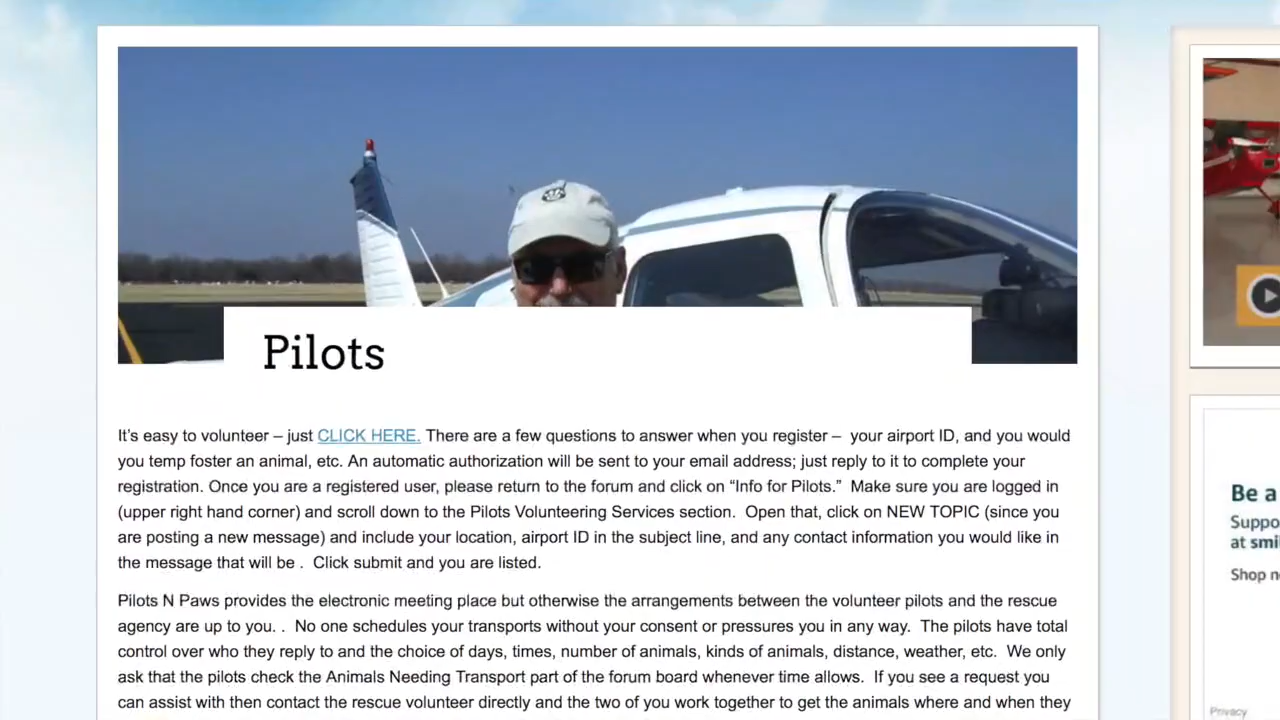 Pilots
It’s easy to volunteer – just CLICK HERE. There are a few questions to answer when you register –  your airport ID, and you would
you temp foster an animal, etc. An automatic authorization will be sent to your email address; just reply to it to complete your
registration. Once you are a registered user, please return to the forum and click on “Info for Pilots.”  Make sure you are logged in
(upper right hand corner) and scroll down to the Pilots Volunteering Services section.  Open that, click on NEW TOPIC (since you
are posting a new message) and include your location, airport ID in the subject line, and any contact information you would like in
the message that will be .  Click submit and you are listed.
Pilots N Paws provides the electronic meeting place but otherwise the arrangements between the volunteer pilots and the rescue
agency are up to you. .  No one schedules your transports without your consent or pressures you in any way.  The pilots have total
control over who they reply to and the choice of days, times, number of animals, kinds of animals, distance, weather, etc.  We only
ask that the pilots check the Animals Needing Transport part of the forum board whenever time allows.  If you see a request you
can assist with then contact the rescue volunteer directly and the two of you work together to get the animals where and when they
Be a
Suppo
at smi
Shop n
Privacy